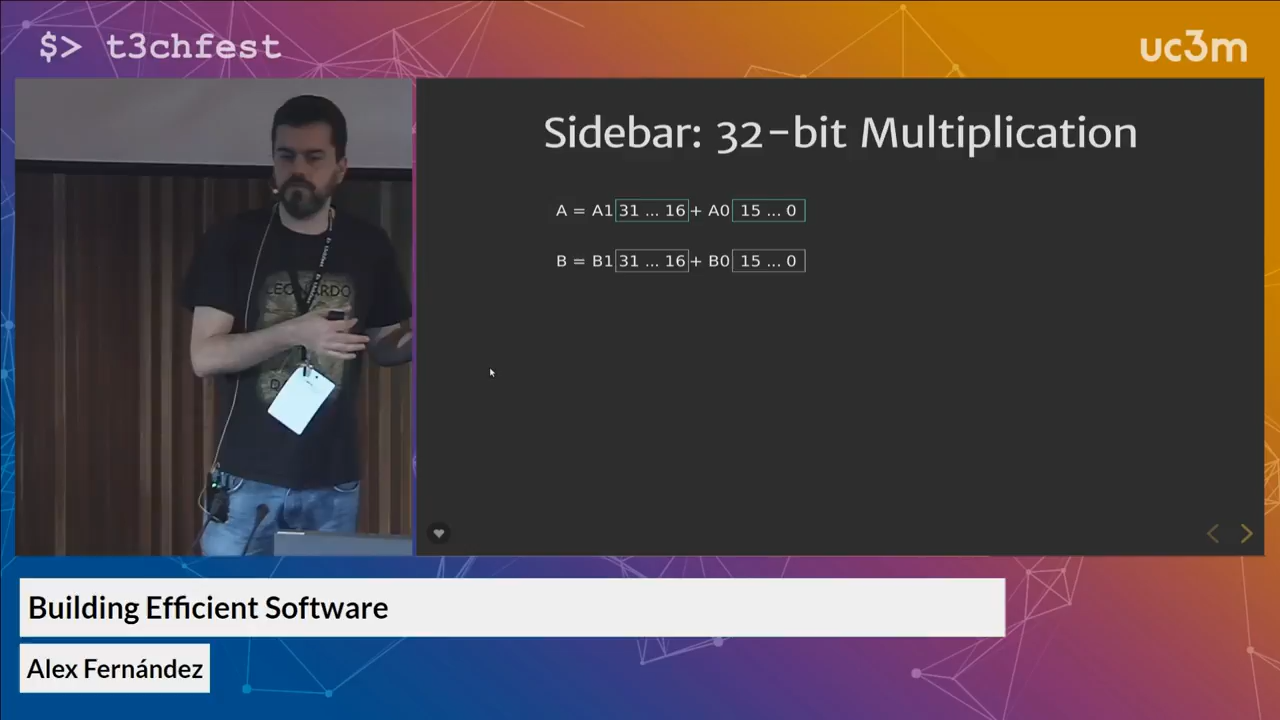 $> t3chfest
uc3m
Sidebar: 32-bit Multiplication
A = A1 31 ... 16 + A0 15 ... 0
B = B1 31 ... 16 + B0 15 ... 0
LEONARDO
Building Efficient Software
Alex Fernández